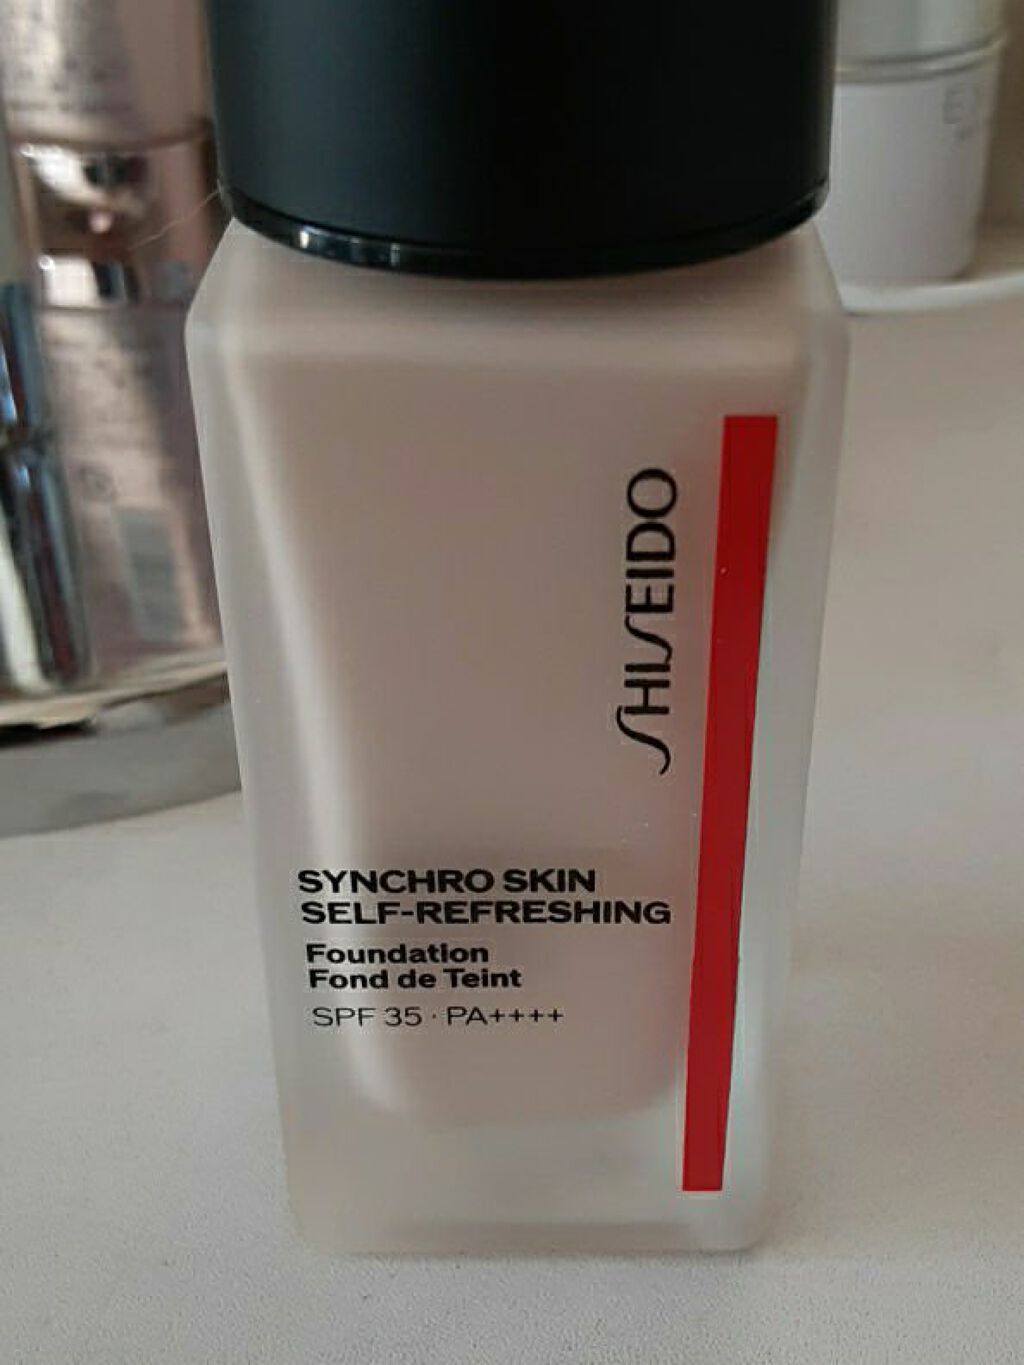 SHISEIDO
SYNCHRO SKIN
SELF-REFRESHING
Foundation
Fond de Teint
SPF 35 · PA++++